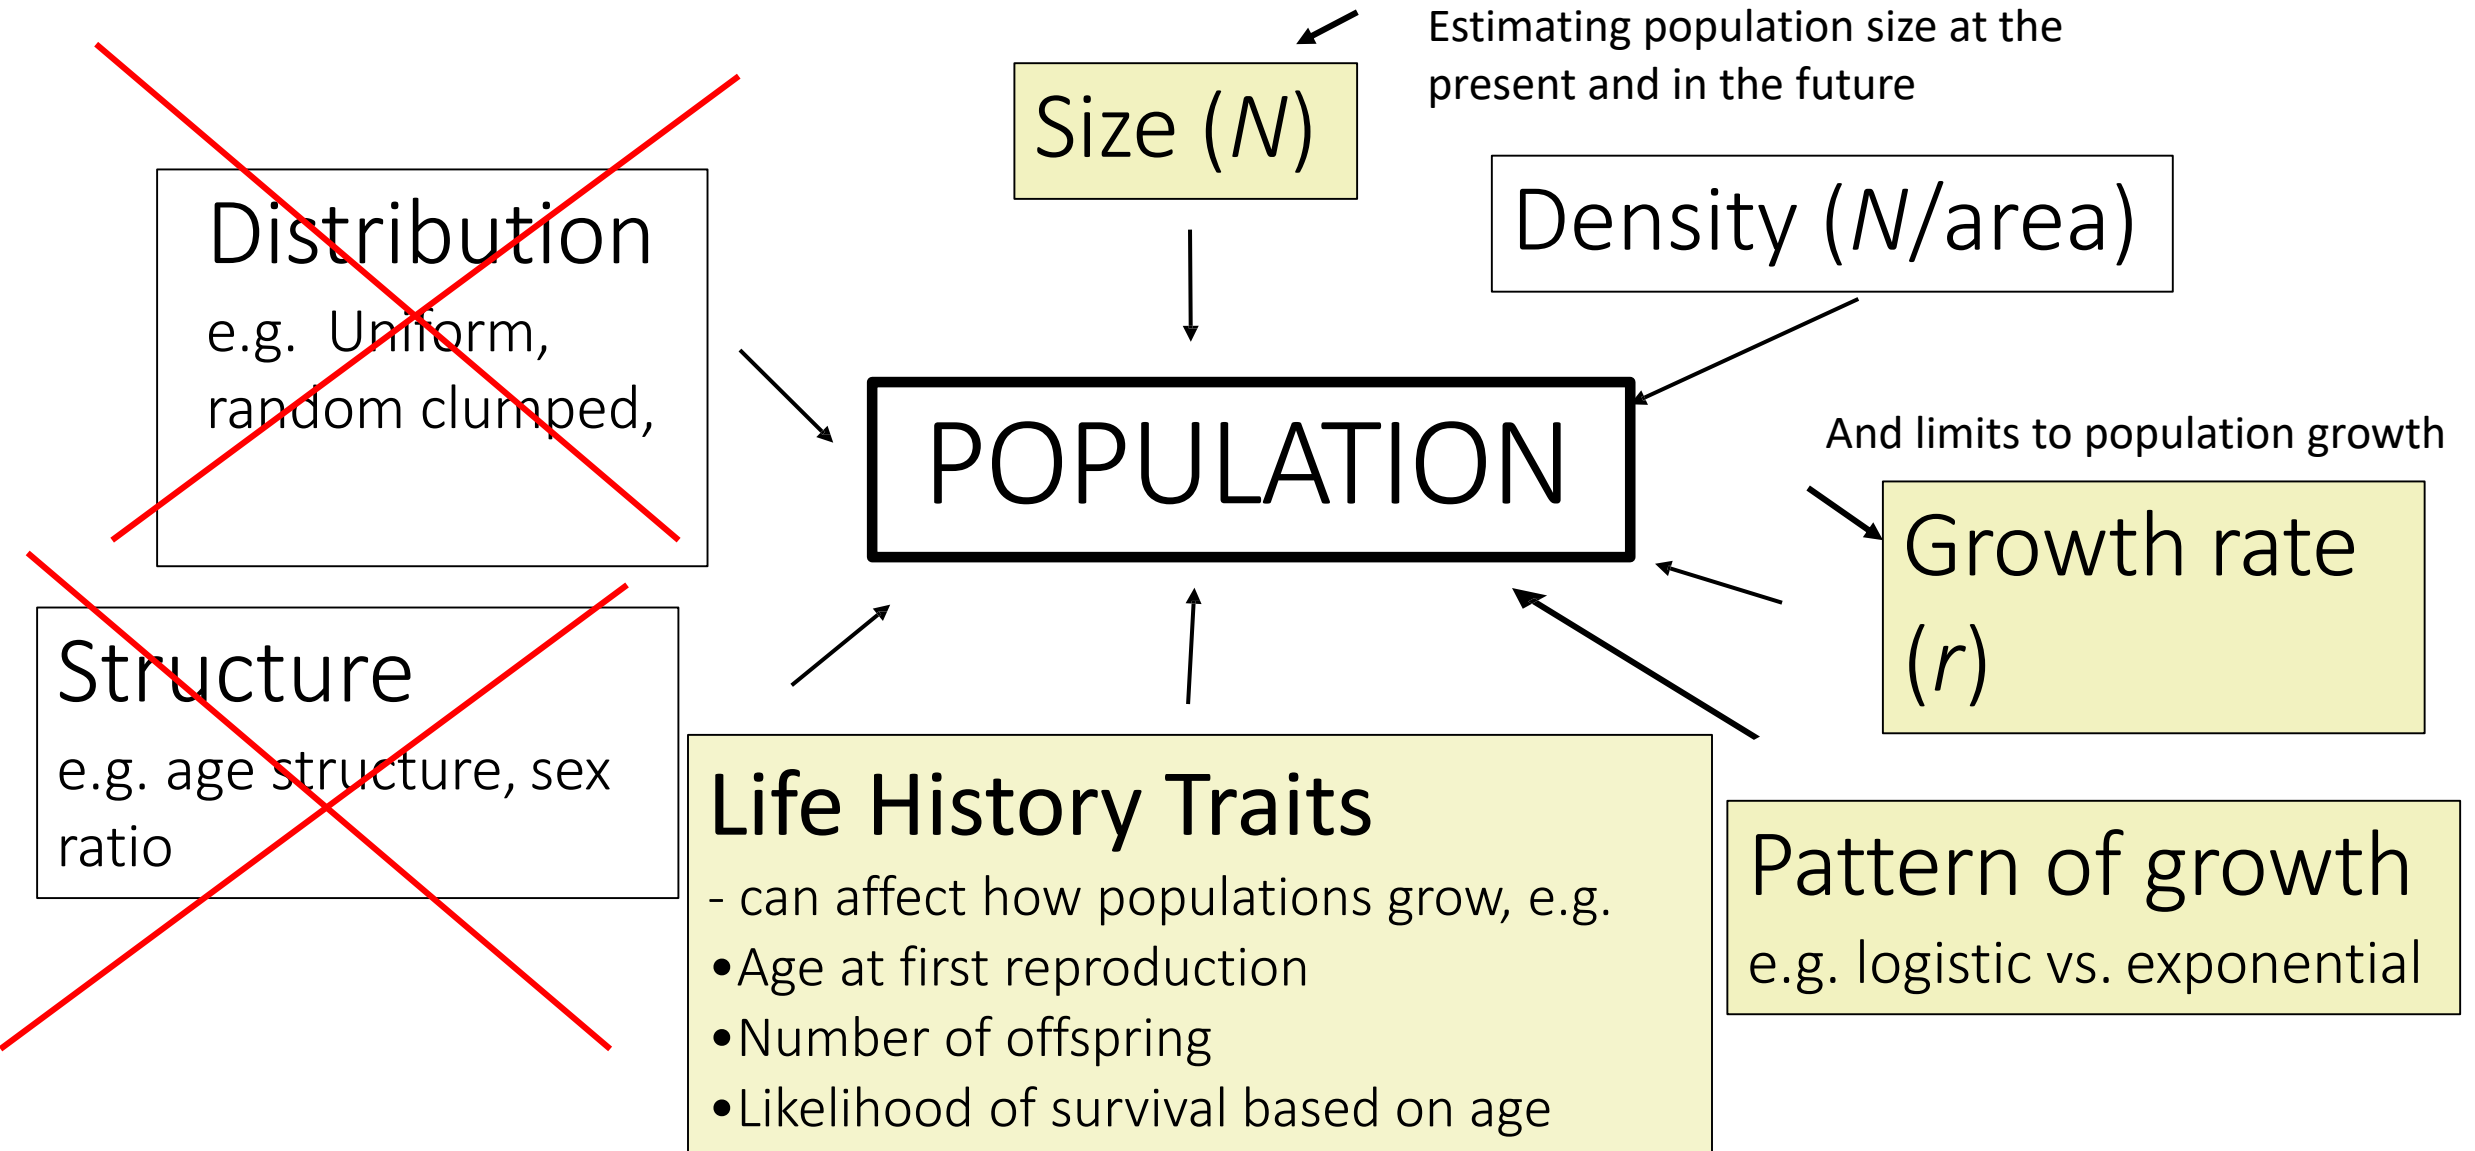 Estimating population size at the
present and in the future
Size (N)
Density (N/area)
Distribution
e.g. Uniform,
random clumped,
POPULATION
And limits to population growth
Growth rate
(r)
Structure
e.g. age structure, sex
ratio
Life History Traits
- can affect how populations grow, e.g.
•Age at first reproduction
•Number of offspring
•Likelihood of survival based on age
Pattern of growth
e.g. logistic vs. exponential